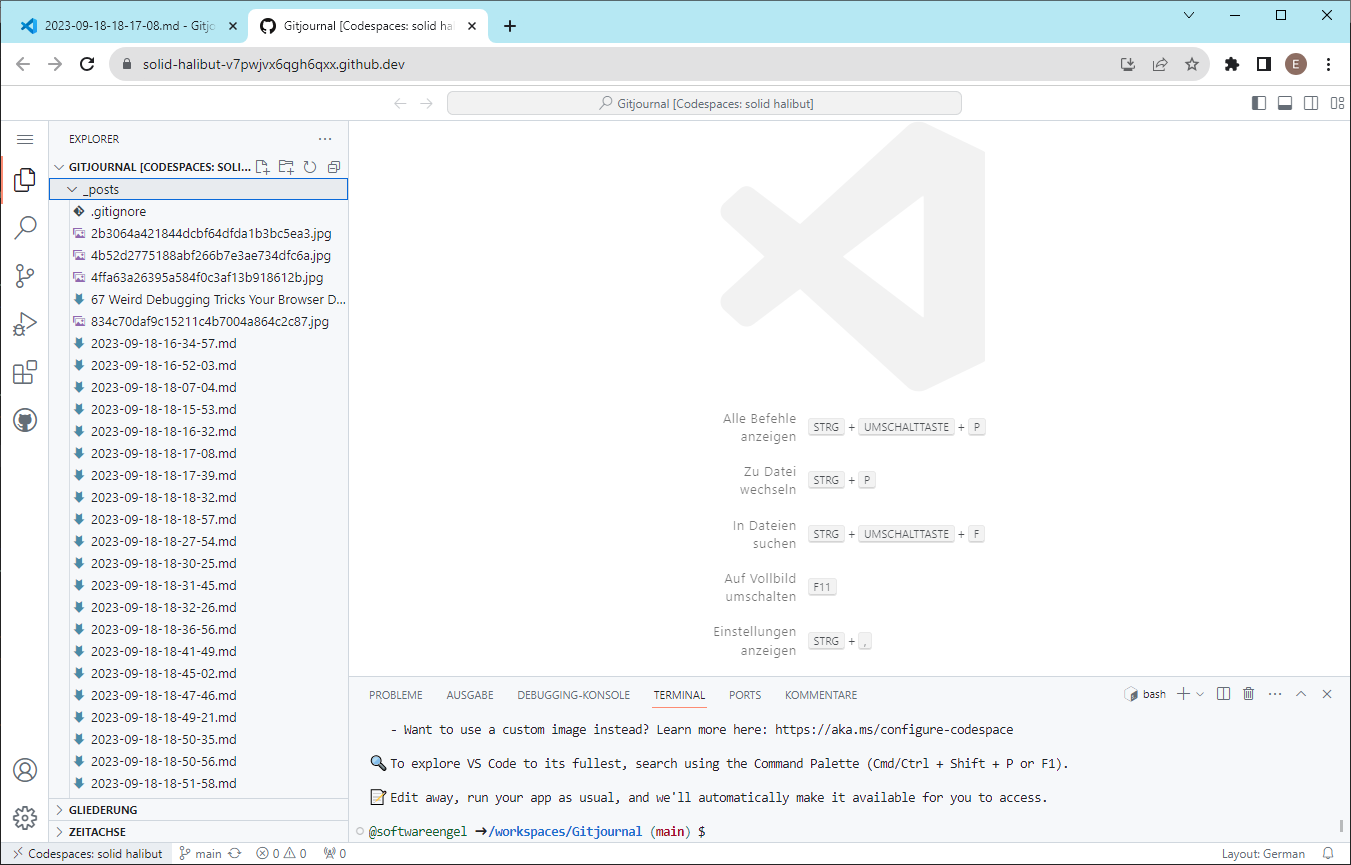 2023-09-18-18-17-08.md - Gitjo
Gitjournal [Codespaces: solid ha
solid-halibut-v7pwjvx6qgh6qxx.github.dev
E
Gitjournal [Codespaces: solid halibut]
EXPLORER
GITJOURNAL [CODESPACES: SOLI...
_posts
.gitignore
2b3064a421844dcbf64dfda1b3bc5ea3.jpg
4b52d2775188abf266b7e3ae734dfc6a.jpg
4ffa63a26395a584f0c3af13b918612b.jpg
67 Weird Debugging Tricks Your Browser D...
834c70daf9c15211c4b7004a864c2c87.jpg
2023-09-18-16-34-57.md
2023-09-18-16-52-03.md
2023-09-18-18-07-04.md
2023-09-18-18-15-53.md
2023-09-18-18-16-32.md
2023-09-18-18-17-08.md
2023-09-18-18-17-39.md
2023-09-18-18-18-32.md
2023-09-18-18-18-57.md
2023-09-18-18-27-54.md
2023-09-18-18-30-25.md
2023-09-18-18-31-45.md
2023-09-18-18-32-26.md
2023-09-18-18-36-56.md
2023-09-18-18-41-49.md
2023-09-18-18-45-02.md
2023-09-18-18-47-46.md
2023-09-18-18-49-21.md
2023-09-18-18-50-35.md
2023-09-18-18-50-56.md
2023-09-18-18-51-58.md
GLIEDERUNG
ZEITACHSE
Alle Befehle
anzeigen
STRG + UMSCHALTTASTE + P
Zu Datei
wechseln
STRG + P
In Dateien
suchen
STRG + UMSCHALTTASTE + F
Auf Vollbild
umschalten
F11
Einstellungen
anzeigen
STRG + ,
PROBLEME AUSGABE DEBUGGING-KONSOLE TERMINAL PORTS KOMMENTARE
bash
- Want to use a custom image instead? Learn more here: https://aka.ms/configure-codespace
To explore VS Code to its fullest, search using the Command Palette (Cmd/Ctrl + Shift + P or F1).
Edit away, run your app as usual, and we'll automatically make it available for you to access.
@softwareengel ➜/workspaces/Gitjournal (main) $
Codespaces: solid halibut main 0 0 0 Layout: German